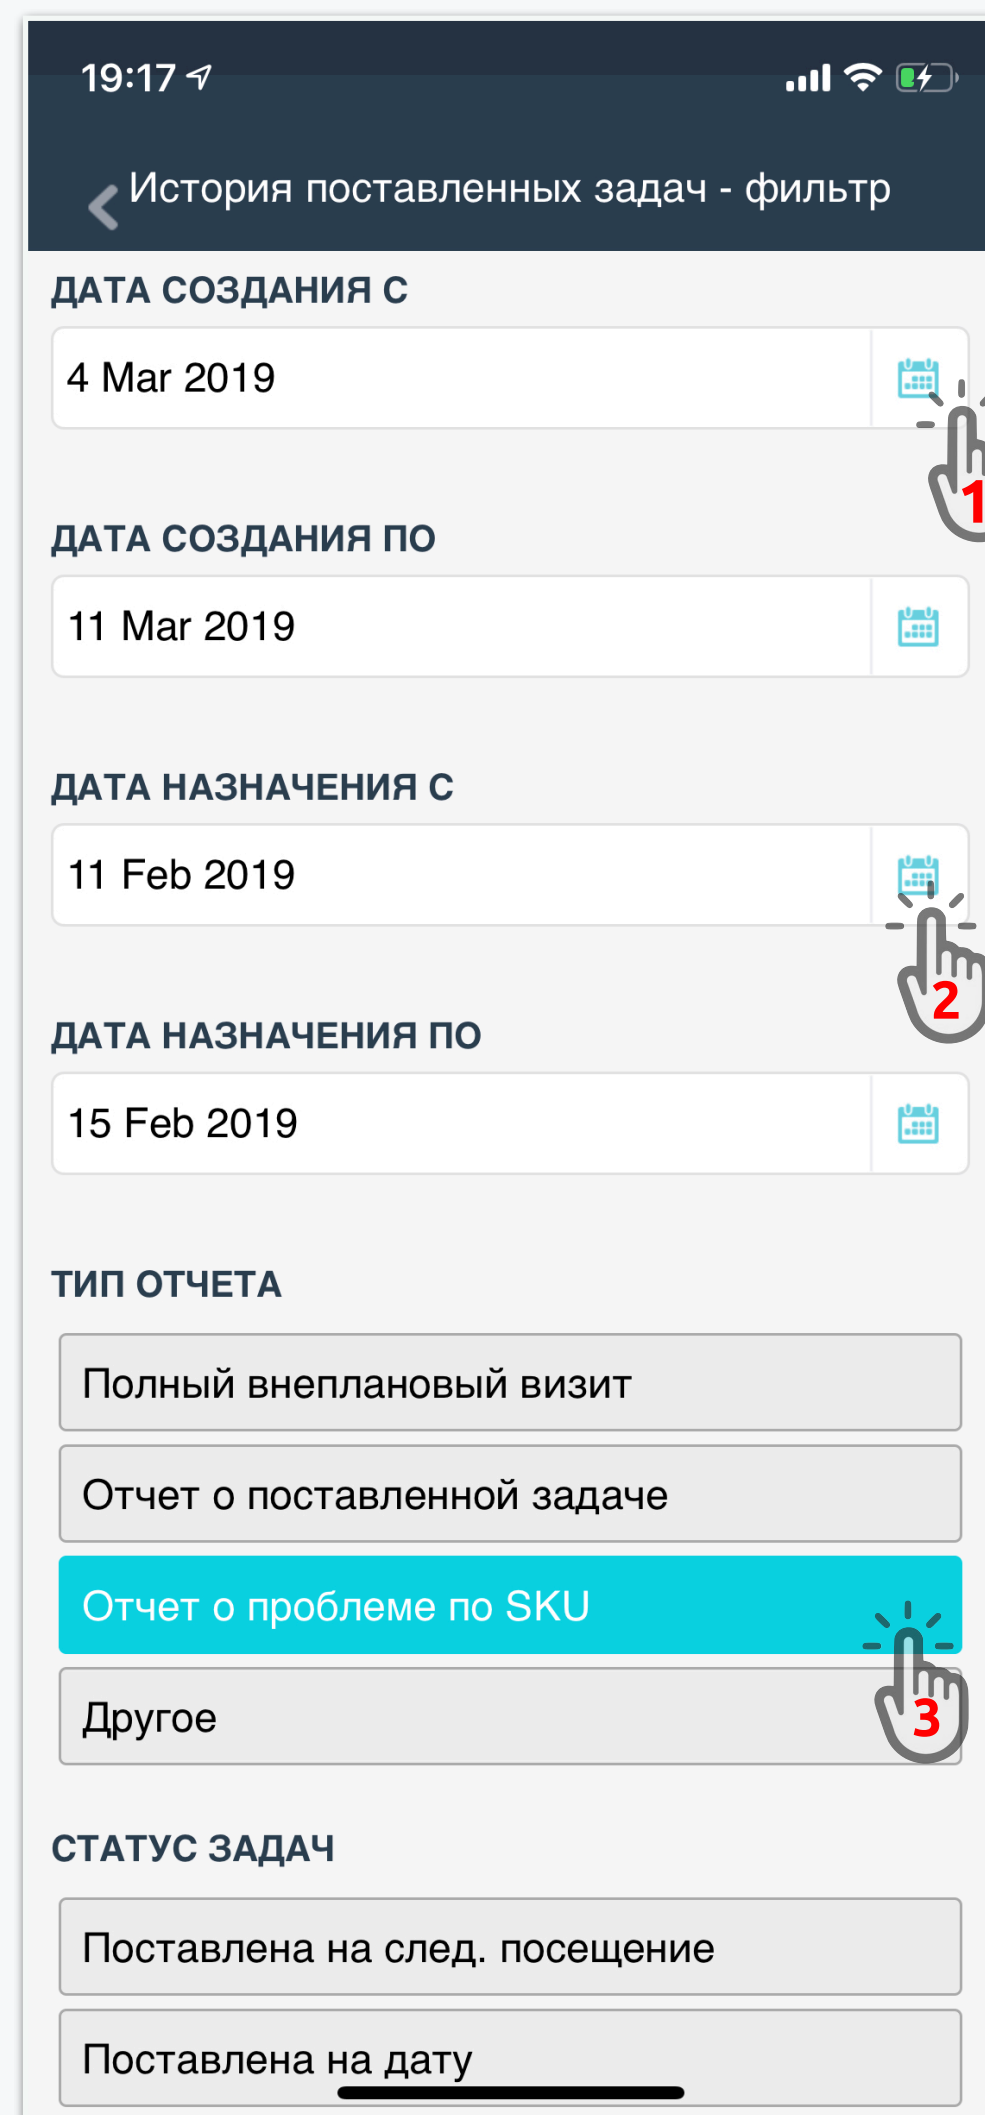 19:17
История поставленных задач - фильтр
ДАТА СОЗДАНИЯ С
4 Mar 2019
1
ДАТА СОЗДАНИЯ ПО
11 Mar 2019
ДАТА НАЗНАЧЕНИЯ С
11 Feb 2019
2
ДАТА НАЗНАЧЕНИЯ ПО
15 Feb 2019
ТИП ОТЧЕТА
Полный внеплановый визит
Отчет о поставленной задаче
Отчет о проблеме по SKU
Другое
3
СТАТУС ЗАДАЧ
Поставлена на след. посещение
Поставлена на дату